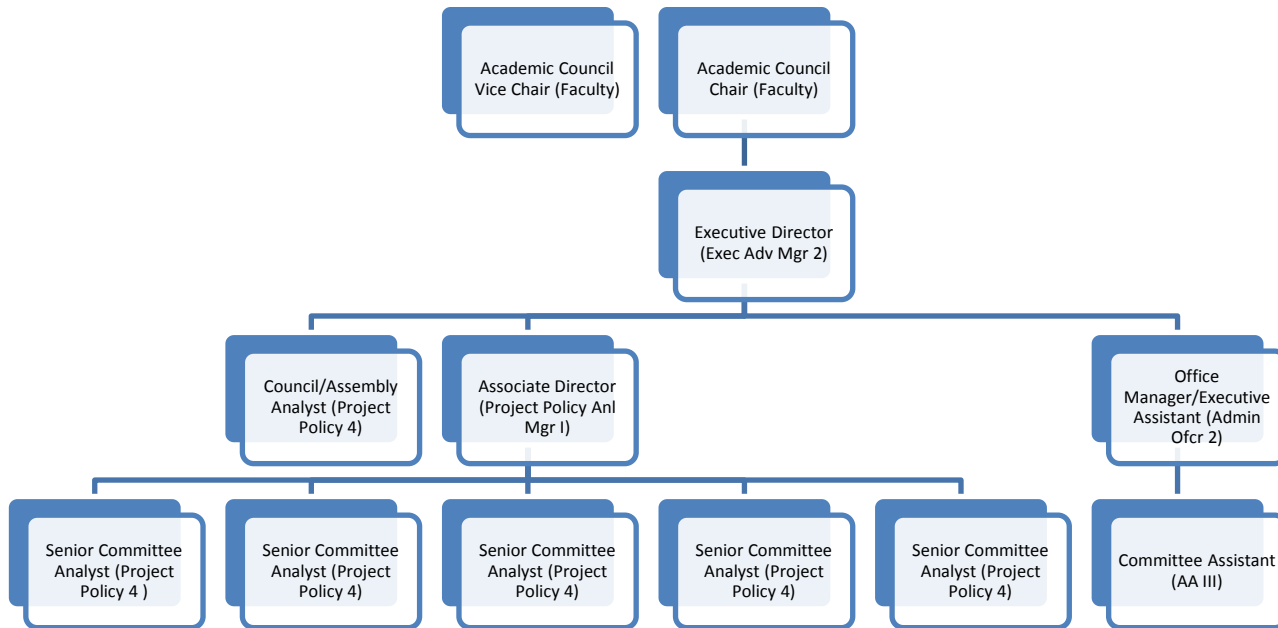 Academic Council
Vice Chair (Faculty)
Academic Council
Chair (Faculty)
Executive Director
(Exec Adv Mgr 2)
Council/Assembly
Analyst (Project
Policy 4)
Associate Director
(Project Policy Anl
Mgr I)
Office
Manager/Executive
Assistant (Admin
Ofcr 2)
Senior Committee
Analyst (Project
Policy 4 )
Senior Committee
Analyst (Project
Policy 4)
Senior Committee
Analyst (Project
Policy 4)
Senior Committee
Analyst (Project
Policy 4)
Senior Committee
Analyst (Project
Policy 4)
Committee Assistant
(AA III)